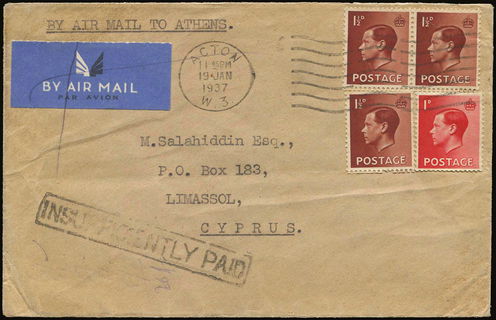 BY AIR MAIL TO ATHENS.
BY AIR MAIL
PAR AVION
ACTON
11.15PM
19 JAN
1937
W.3
1½D
1½D
POSTAGE
POSTAGE
1½D
1D
POSTAGE
POSTAGE
M.Salahiddin Esq.,
P.O. Box 183,
LIMASSOL,
CYPRUS.
INSUFFICIENTLY PAID